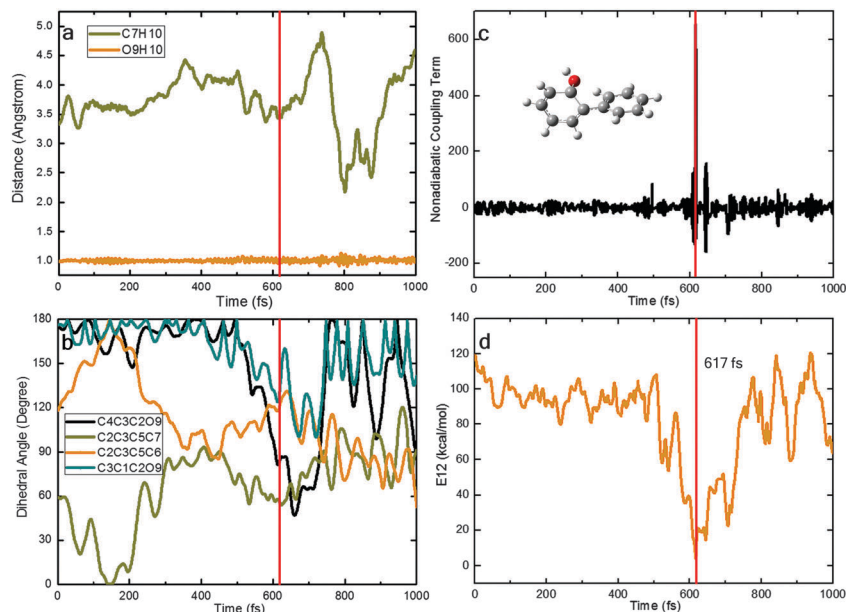 a
C7H10
O9H10
5.0
4.5
4.0
3.5
3.0
2.5
2.0
1.5
1.0
Distance (Angstrom)
0 200 400 600 800 1000
Time (fs)
c
600
400
200
0
-200
Nonadiabalic Coupling Term
0 200 400 600 800 1000
Time (fs)
b
180
150
120
90
60
30
0
Dihedral Angle (Degree)
C4C3C2O9
C2C3C5C7
C2C3C5C6
C3C1C2O9
0 200 400 600 800 1000
Time (fs)
d
617 fs
140
120
100
80
60
40
20
0
E12 (kcal/mol)
0 200 400 600 800 1000
Time (fs)